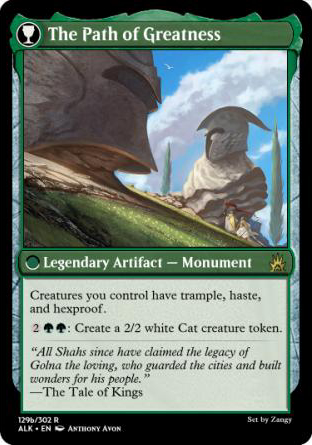 The Path of Greatness
Legendary Artifact — Monument
Creatures you control have trample, haste,
and hexproof.
2: Create a 2/2 white Cat creature token.
“All Shahs since have claimed the legacy of
Golna the loving, who guarded the cities and built
wonders for his people.”
—The Tale of Kings
129b/302 R
ALK • EN Anthony Avon
Set by Zangy